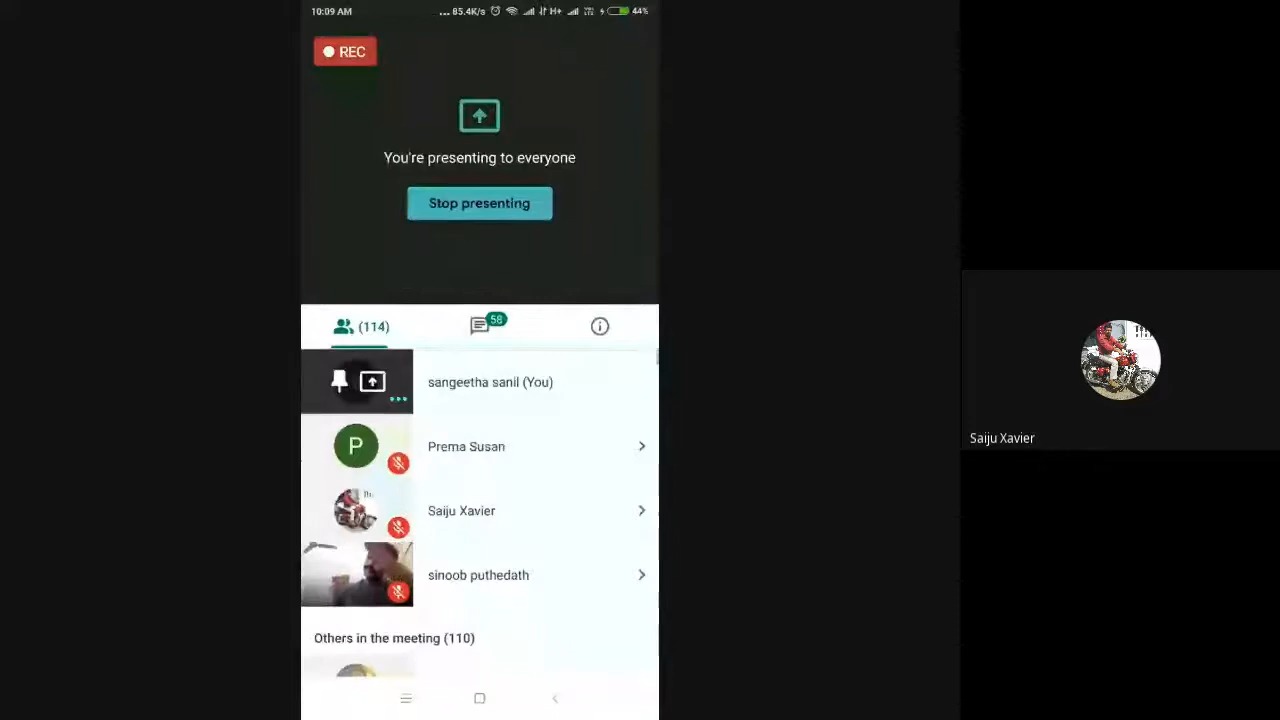 10:09 AM
... 85.4K/s
H+
44%
REC
You're presenting to everyone
Stop presenting
(114)
58
sangeetha sanil (You)
P
Prema Susan
Saiju Xavier
sinoob puthedath
Others in the meeting (110)
Saiju Xavier